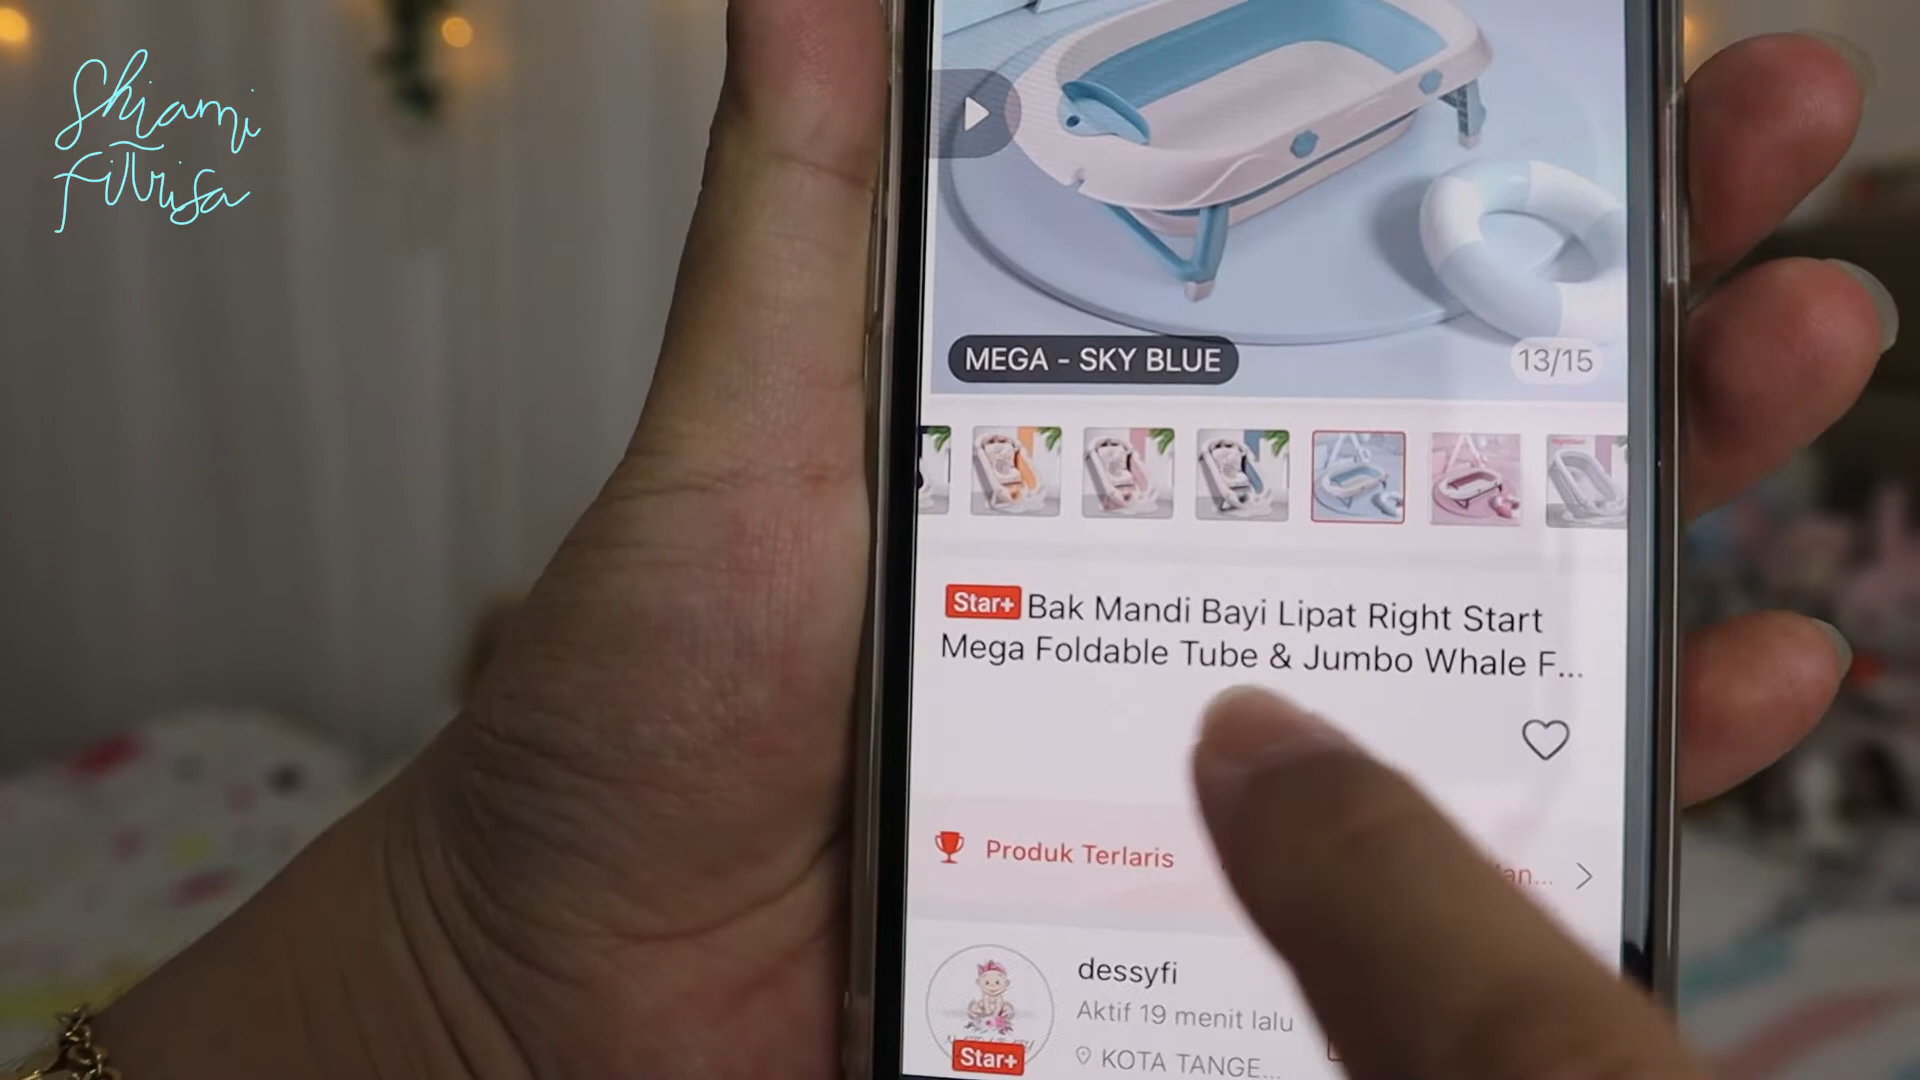 Shiami
Fitrisa
MEGA - SKY BLUE
13/15
Star+ Bak Mandi Bayi Lipat Right Start
Mega Foldable Tube & Jumbo Whale F...
Produk Terlaris
an...
dessyfi
Aktif 19 menit lalu
Star+
KOTA TANGE...